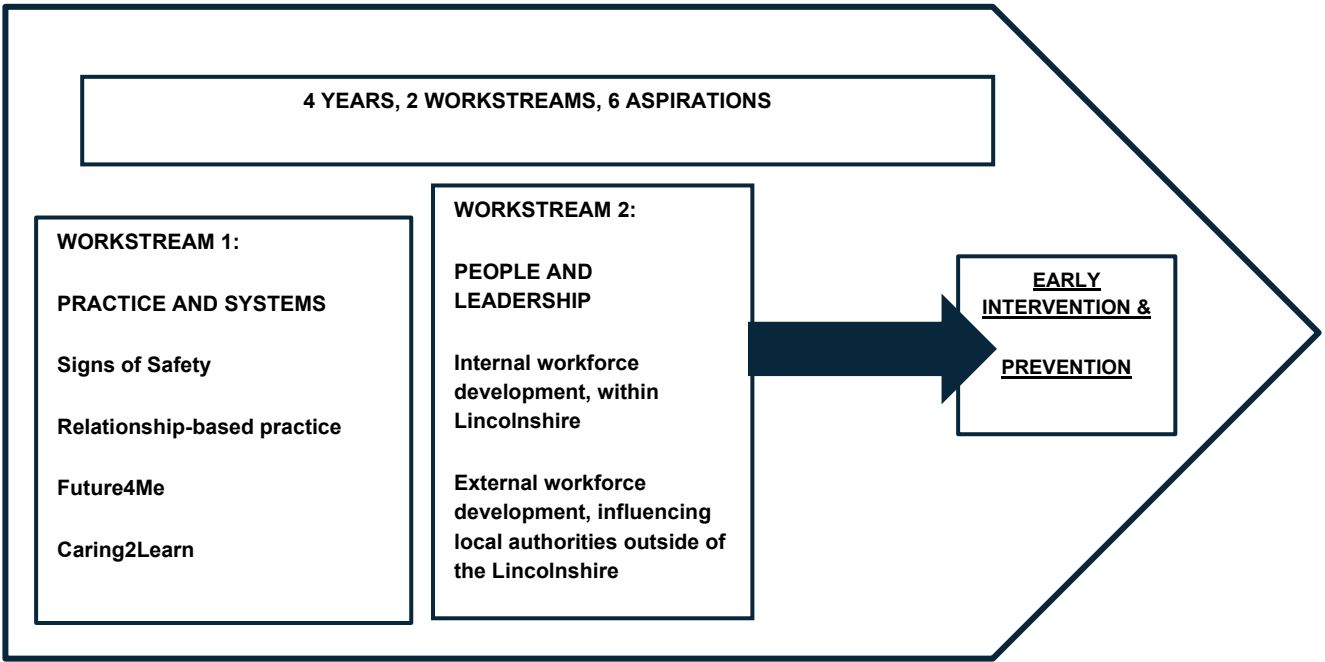 4 YEARS, 2 WORKSTREAMS, 6 ASPIRATIONS
WORKSTREAM 1:
PRACTICE AND SYSTEMS
Signs of Safety
Relationship-based practice
Future4Me
Caring2Learn
WORKSTREAM 2:
PEOPLE AND
LEADERSHIP
Internal workforce
development, within
Lincolnshire
External workforce
development, influencing
local authorities outside of
the Lincolnshire
EARLY
INTERVENTION &
PREVENTION